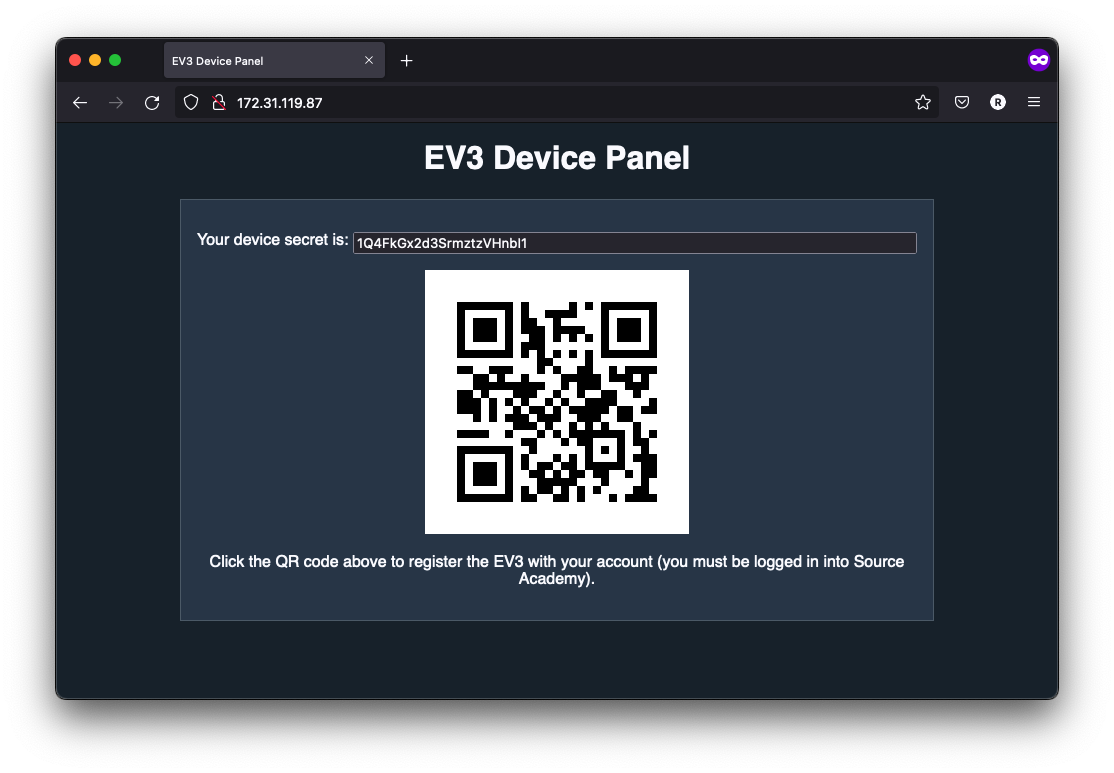 EV3 Device Panel
172.31.119.87
R
EV3 Device Panel
Your device secret is: 1Q4FkGx2d3SrmztzVHnbl1
Click the QR code above to register the EV3 with your account (you must be logged in into Source
Academy).